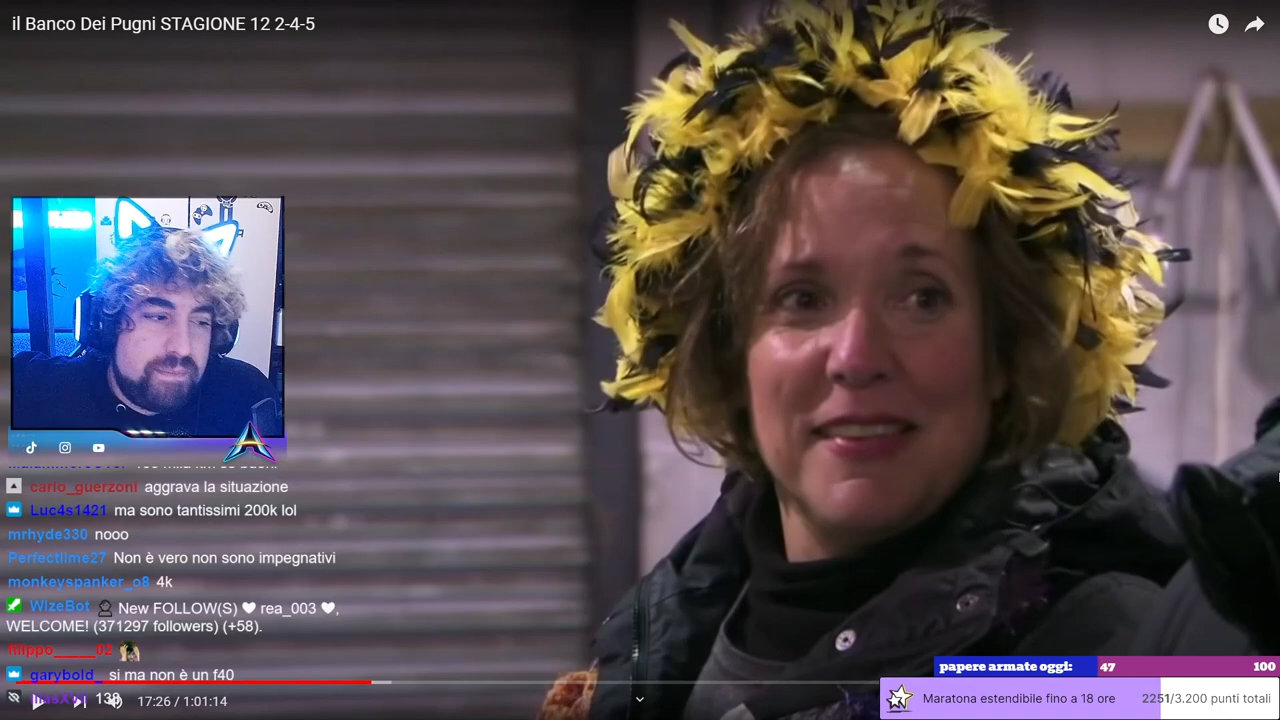 il Banco Dei Pugni STAGIONE 12 2-4-5
carlo_guerzoni aggrava la situazione
Luc4s1421 ma sono tantissimi 200k lol
mrhyde330 nooo
Perfectlime27 Non è vero non sono impegnativi
monkeyspanker_o8 4k
WizeBot New FOLLOW(S) ♥ rea_003 ♥,
WELCOME! (371297 followers) (+58).
filippo_____02
garybold_ si ma non è un f40
138
17:26 / 1:01:14
papere armate oggi: 47 100
Maratona estendibile fino a 18 ore 2251/3.200 punti totali